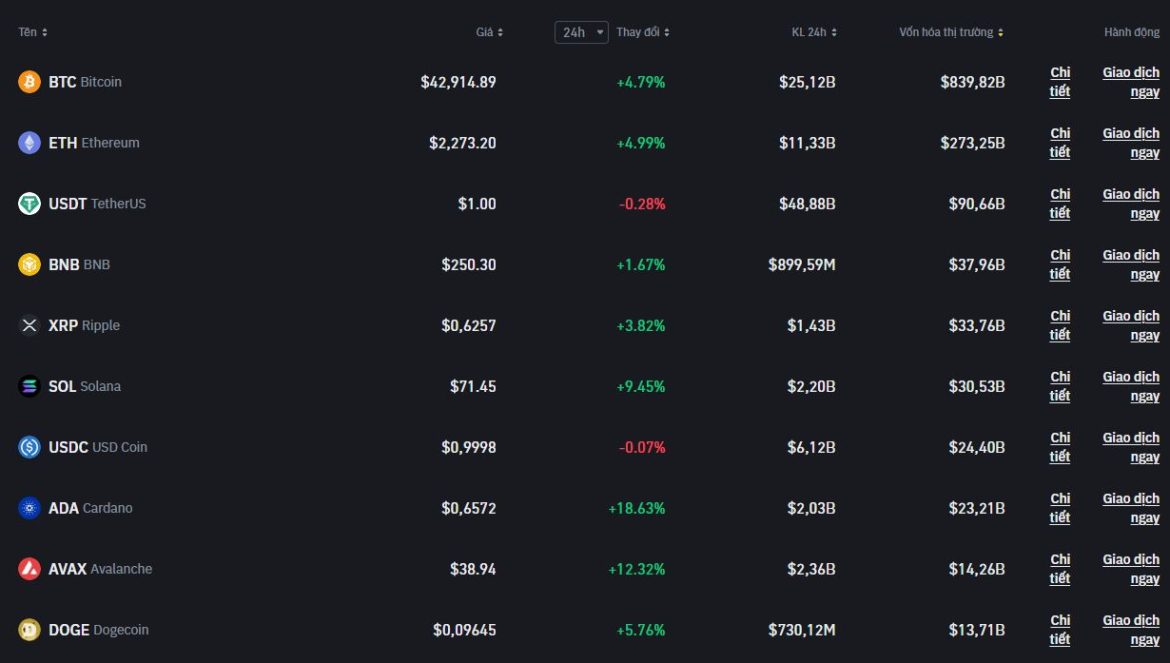 Tên Giá 24h Thay đổi KL 24h Vốn hóa thị trường Hành động
BTC Bitcoin $42,914.89 +4.79% $25,12B $839,82B Chi tiết Giao dịch ngay
ETH Ethereum $2,273.20 +4.99% $11,33B $273,25B Chi tiết Giao dịch ngay
USDT TetherUS $1.00 -0.28% $48,88B $90,66B Chi tiết Giao dịch ngay
BNB BNB $250.30 +1.67% $899,59M $37,96B Chi tiết Giao dịch ngay
XRP Ripple $0,6257 +3.82% $1,43B $33,76B Chi tiết Giao dịch ngay
SOL Solana $71.45 +9.45% $2,20B $30,53B Chi tiết Giao dịch ngay
USDC USD Coin $0,9998 -0.07% $6,12B $24,40B Chi tiết Giao dịch ngay
ADA Cardano $0,6572 +18.63% $2,03B $23,21B Chi tiết Giao dịch ngay
AVAX Avalanche $38.94 +12.32% $2,36B $14,26B Chi tiết Giao dịch ngay
DOGE Dogecoin $0,09645 +5.76% $730,12M $13,71B Chi tiết Giao dịch ngay